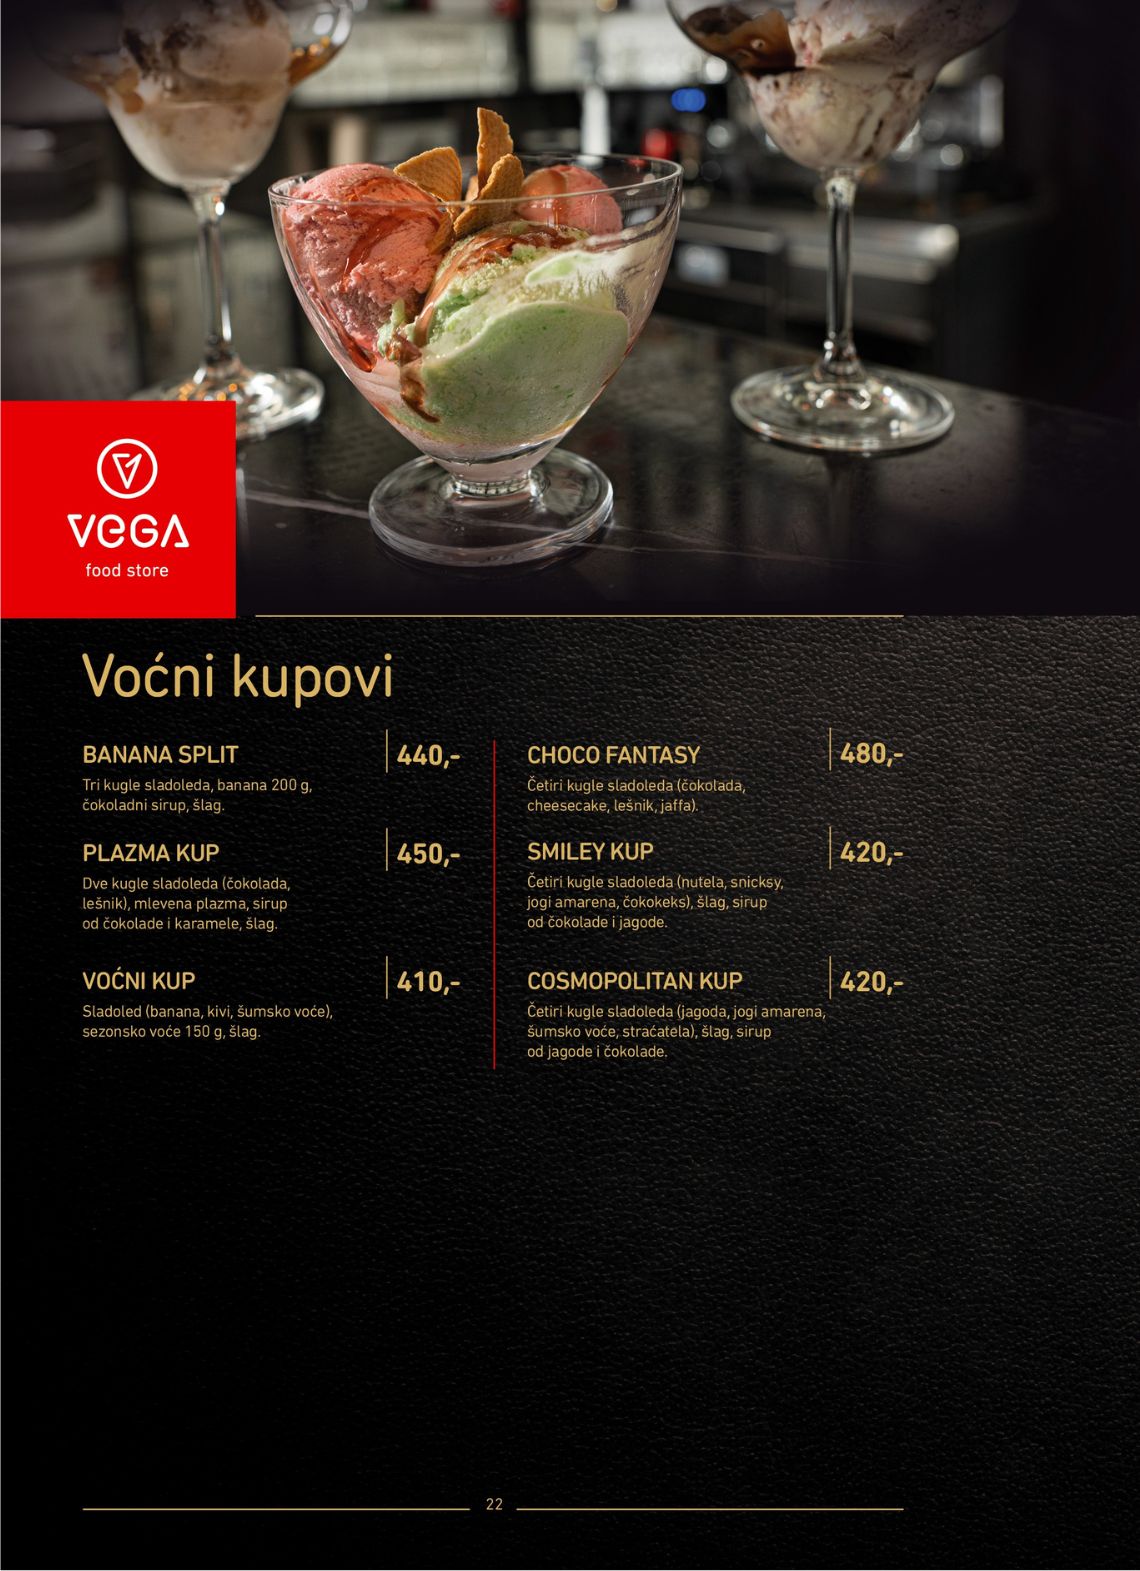 VEGA
food store
Voćni kupovi
BANANA SPLIT 440,-
Tri kugle sladoleda, banana 200 g,
čokoladni sirup, šlag.
PLAZMA KUP 450,-
Dve kugle sladoleda (čokolada,
lešnik), mlevena plazma, sirup
od čokolade i karamele, šlag.
VOĆNI KUP 410,-
Sladoled (banana, kivi, šumsko voće),
sezonsko voće 150 g, šlag.
CHOCO FANTASY 480,-
Četiri kugle sladoleda (čokolada,
cheesecake, lešnik, jaffa).
SMILEY KUP 420,-
Četiri kugle sladoleda (nutela, snicksy,
jogi amarena, čokokeks), šlag, sirup
od čokolade i jagode.
COSMOPOLITAN KUP 420,-
Četiri kugle sladoleda (jagoda, jogi amarena,
šumsko voće, straćatela), šlag, sirup
od jagode i čokolade.
22